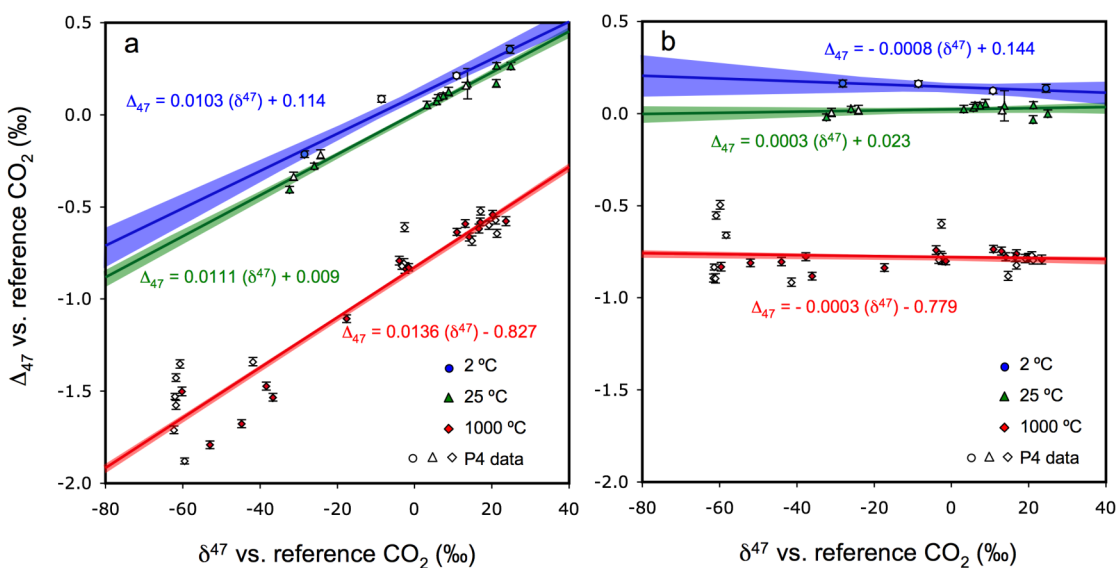 a
Δ47 = 0.0103 (δ47) + 0.114
Δ47 = 0.0111 (δ47) + 0.009
Δ47 = 0.0136 (δ47) - 0.827
2 ºC
25 ºC
1000 ºC
P4 data
0.5
0.0
-0.5
-1.0
-1.5
-2.0
-80 -60 -40 -20 0 20 40
Δ47 vs. reference CO2 (‰)
δ47 vs. reference CO2 (‰)
b
Δ47 = - 0.0008 (δ47) + 0.144
Δ47 = 0.0003 (δ47) + 0.023
Δ47 = - 0.0003 (δ47) - 0.779
2 ºC
25 ºC
1000 ºC
P4 data
0.5
0.0
-0.5
-1.0
-1.5
-2.0
-80 -60 -40 -20 0 20 40
δ47 vs. reference CO2 (‰)